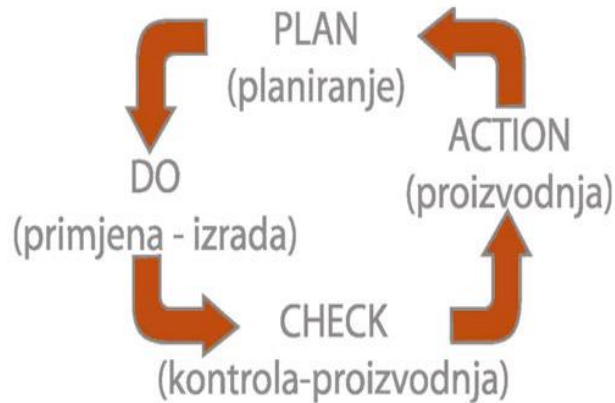 PLAN
(planiranje)
DO
(primjena - izrada)
CHECK
(kontrola-proizvodnja)
ACTION
(proizvodnja)